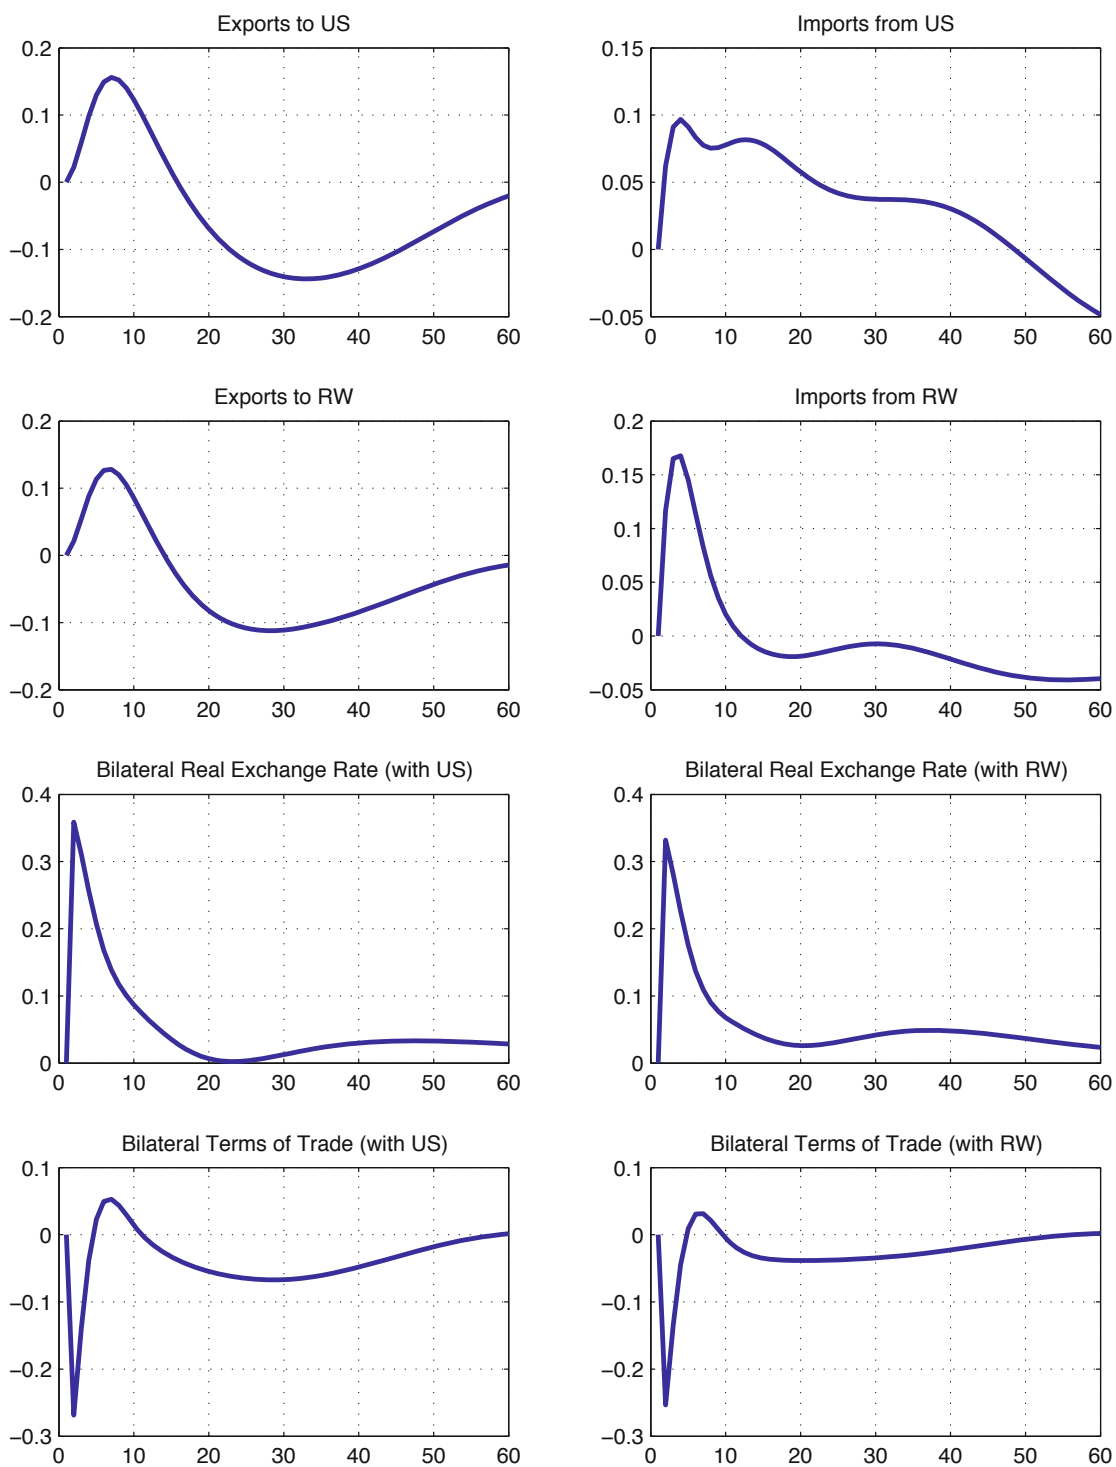 Exports to US
0.2
0.1
0
−0.1
−0.2
0 10 20 30 40 50 60
Imports from US
0.15
0.1
0.05
0
−0.05
0 10 20 30 40 50 60
Exports to RW
0.2
0.1
0
−0.1
−0.2
0 10 20 30 40 50 60
Imports from RW
0.2
0.15
0.1
0.05
0
−0.05
0 10 20 30 40 50 60
Bilateral Real Exchange Rate (with US)
0.4
0.3
0.2
0.1
0
0 10 20 30 40 50 60
Bilateral Real Exchange Rate (with RW)
0.4
0.3
0.2
0.1
0
0 10 20 30 40 50 60
Bilateral Terms of Trade (with US)
0.1
0
−0.1
−0.2
−0.3
0 10 20 30 40 50 60
Bilateral Terms of Trade (with RW)
0.1
0
−0.1
−0.2
−0.3
0 10 20 30 40 50 60